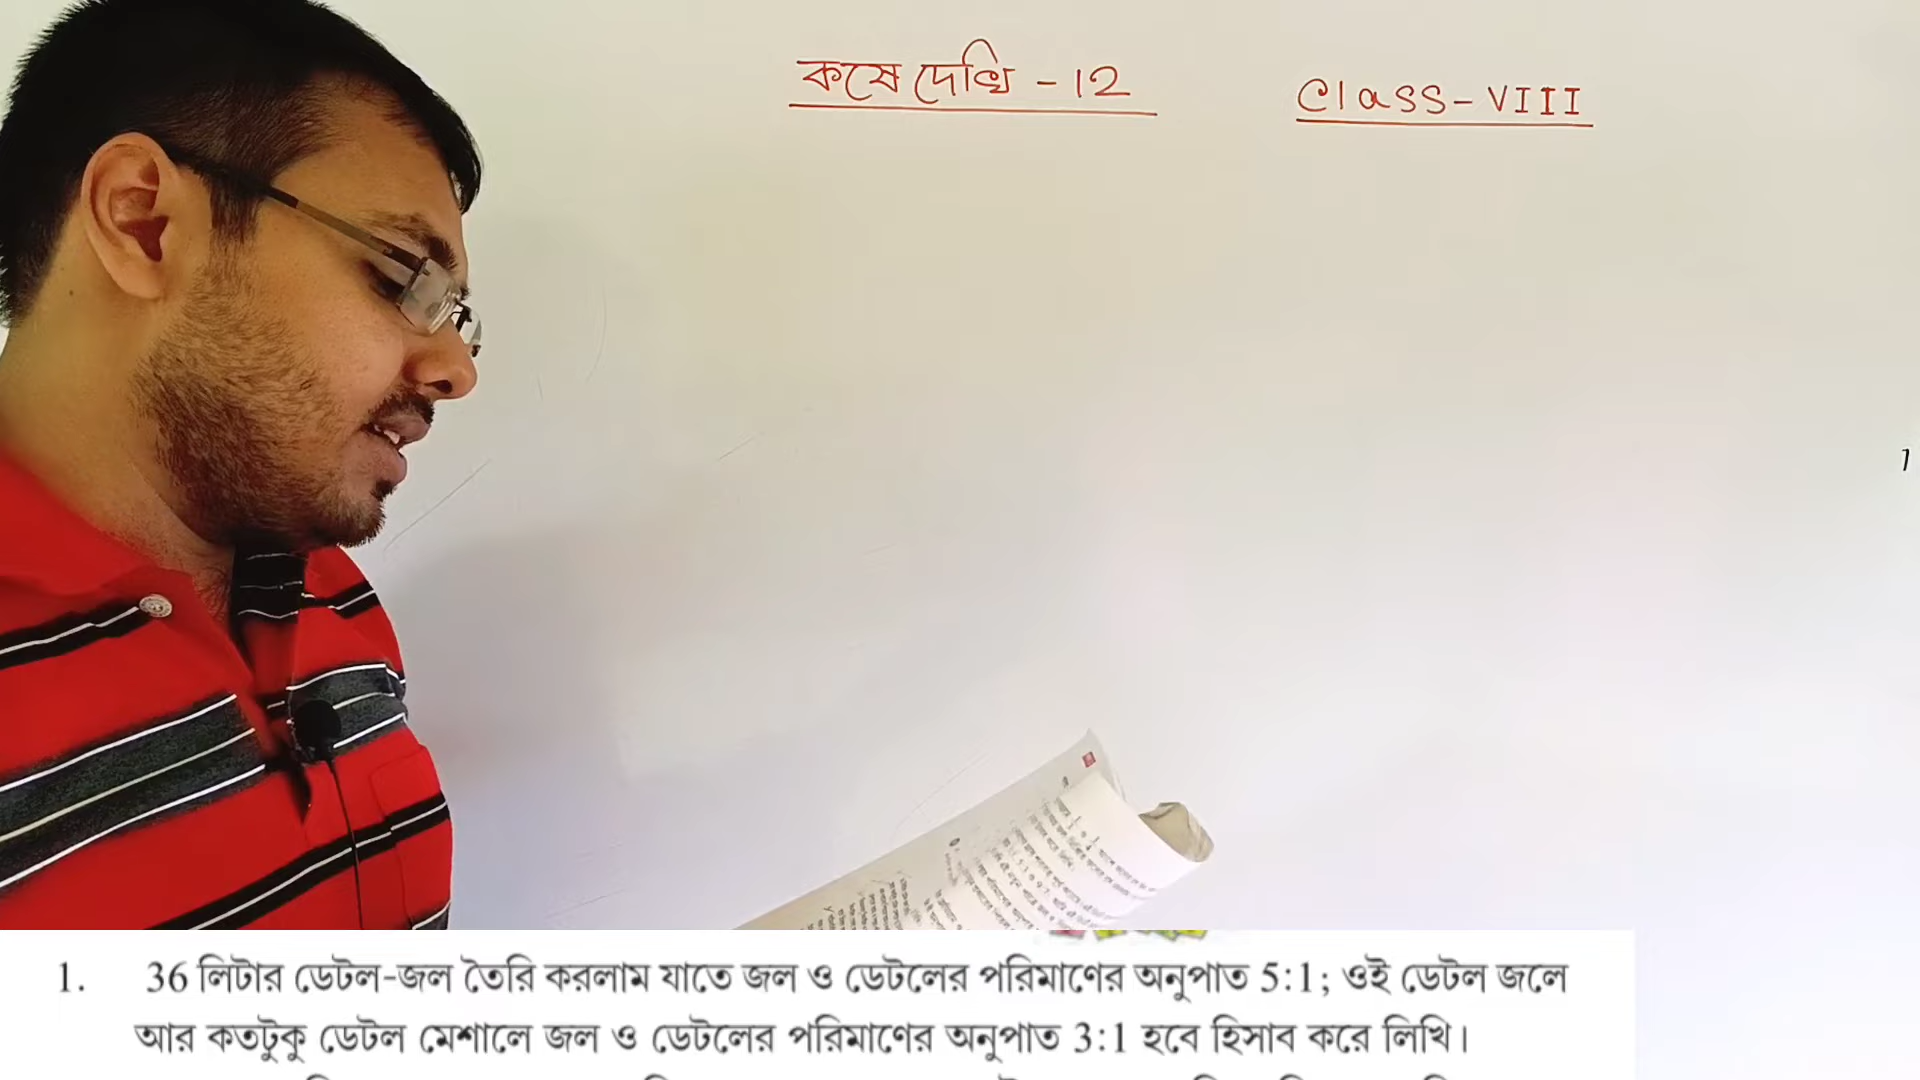 কষে দেখি - 12
Class - VIII
1. 36 লিটার ডেটল-জল তৈরি করলাম যাতে জল ও ডেটলের পরিমাণের অনুপাত 5:1; ওই ডেটল জলে
আর কতটুকু ডেটল মেশালে জল ও ডেটলের পরিমাণের অনুপাত 3:1 হবে হিসাব করে লিখি।